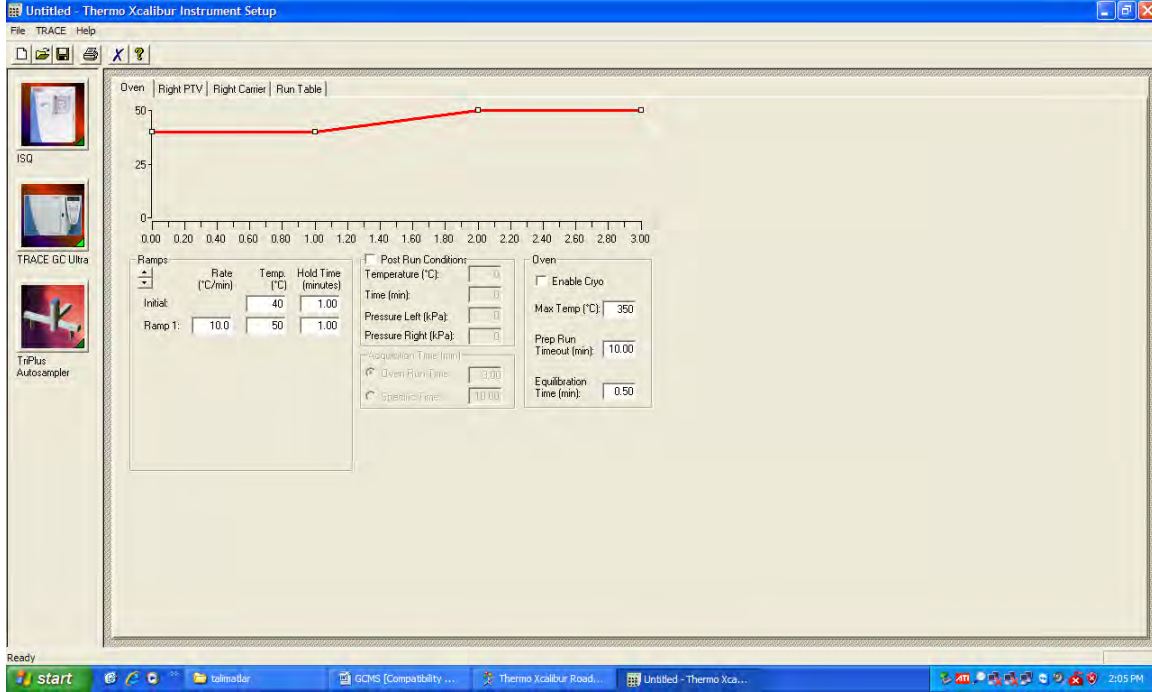 Untitled - Thermo Xcalibur Instrument Setup
File TRACE Help
ISQ
TRACE GC Ultra
TriPlus
Autosampler
Oven Right PTV Right Carrier Run Table
50
25
0
0.00 0.20 0.40 0.60 0.80 1.00 1.20 1.40 1.60 1.80 2.00 2.20 2.40 2.60 2.80 3.00
Ramps
Rate Temp. Hold Time
(°C/min) (°C) (minutes)
Initial: 40 1.00
Ramp 1: 10.0 50 1.00
Post Run Conditions
Temperature (°C): 0
Time (min): 0
Pressure Left (kPa): 0
Pressure Right (kPa): 0
Acquisition Time (min)
Oven Run Time: 3.00
Specific Time: 10.00
Oven
Enable Cryo
Max Temp (°C): 350
Prep Run
Timeout (min): 10.00
Equilibration
Time (min): 0.50
Ready
start talimatlar GCMS [Compatibility ... Thermo Xcalibur Road... Untitled - Thermo Xca... ATI 2:05 PM